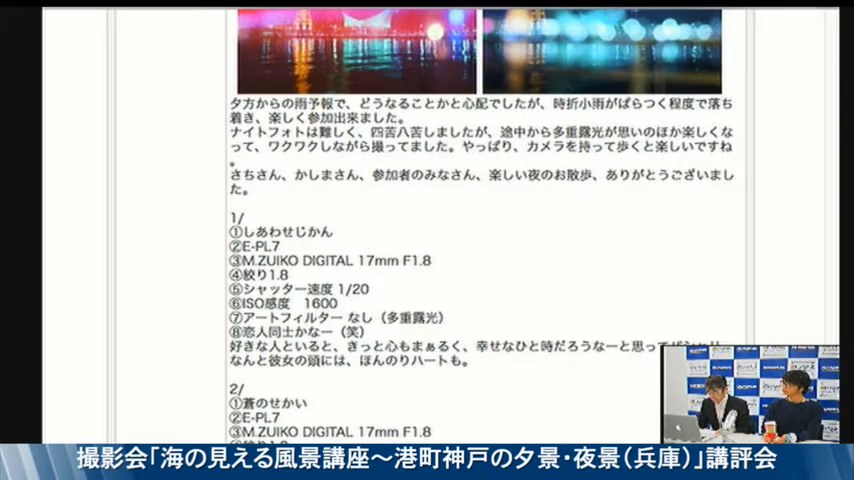 夕方からの雨予報で、どうなることかと心配でしたが、時折小雨がぱらつく程度で落ち
着き、楽しく参加出来ました。
ナイトフォトは難しく、四苦八苦しましたが、途中から多重露光が思いのほか楽しくな
って、ワクワクしながら撮ってました。やっぱり、カメラを持って歩くと楽しいですね
。
さちさん、かしまさん、参加者のみなさん、楽しい夜のお散歩、ありがとうございまし
た。
1/
①しあわせじかん
②E-PL7
③M.ZUIKO DIGITAL 17mm F1.8
④絞り1.8
⑤シャッター速度 1/20
⑥ISO感度 1600
⑦アートフィルター なし（多重露光）
⑧恋人同士かなー（笑）
好きな人といると、きっと心もまぁるく、幸せなひと時だろうなーと思って
なんと彼女の頭には、ほんのりハートも。
2/
①蒼のせかい
②E-PL7
③M.ZUIKO DIGITAL 17mm F1.8
撮影会「海の見える風景講座～港町神戸の夕景・夜景（兵庫）」講評会